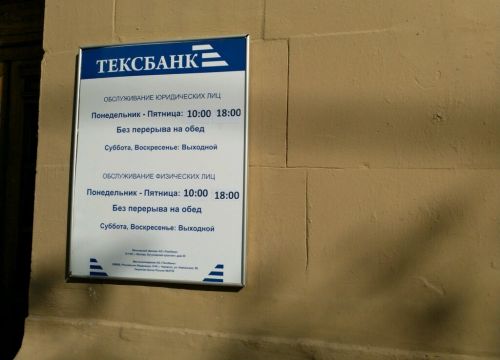 ТЕКСБАНК
ОБСЛУЖИВАНИЕ ЮРИДИЧЕСКИХ ЛИЦ
Понедельник - Пятница: 10:00 18:00
Без перерыва на обед
Суббота, Воскресенье: Выходной
ОБСЛУЖИВАНИЕ ФИЗИЧЕСКИХ ЛИЦ
Понедельник - Пятница: 10:00 18:00
Без перерыва на обед
Суббота, Воскресенье: Выходной